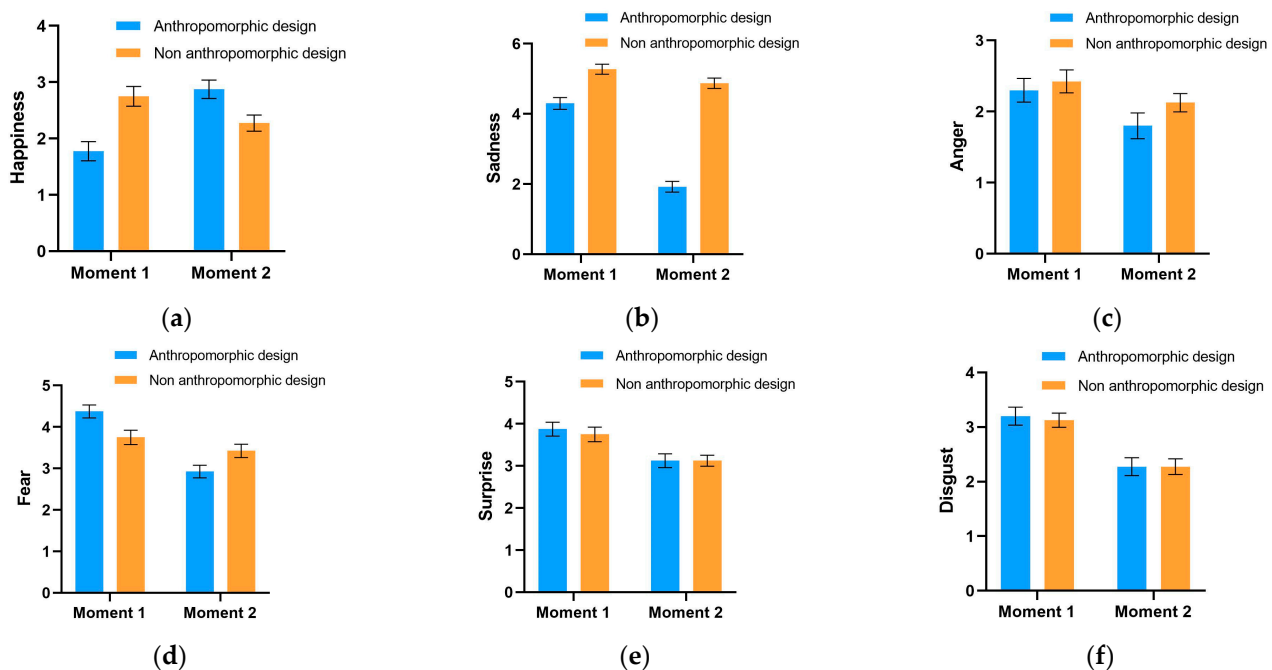 Anthropomorphic design
Non anthropomorphic design
4
3
2
1
0
Happiness
Moment 1 Moment 2
(a)
Anthropomorphic design
Non anthropomorphic design
6
4
2
0
Sadness
Moment 1 Moment 2
(b)
Anthropomorphic design
Non anthropomorphic design
3
2
1
0
Anger
Moment 1 Moment 2
(c)
Anthropomorphic design
Non anthropomorphic design
5
4
3
2
1
0
Fear
Moment 1 Moment 2
(d)
Anthropomorphic design
Non anthropomorphic design
5
4
3
2
1
0
Surprise
Moment 1 Moment 2
(e)
Anthropomorphic design
Non anthropomorphic design
4
3
2
1
0
Disgust
Moment 1 Moment 2
(f)